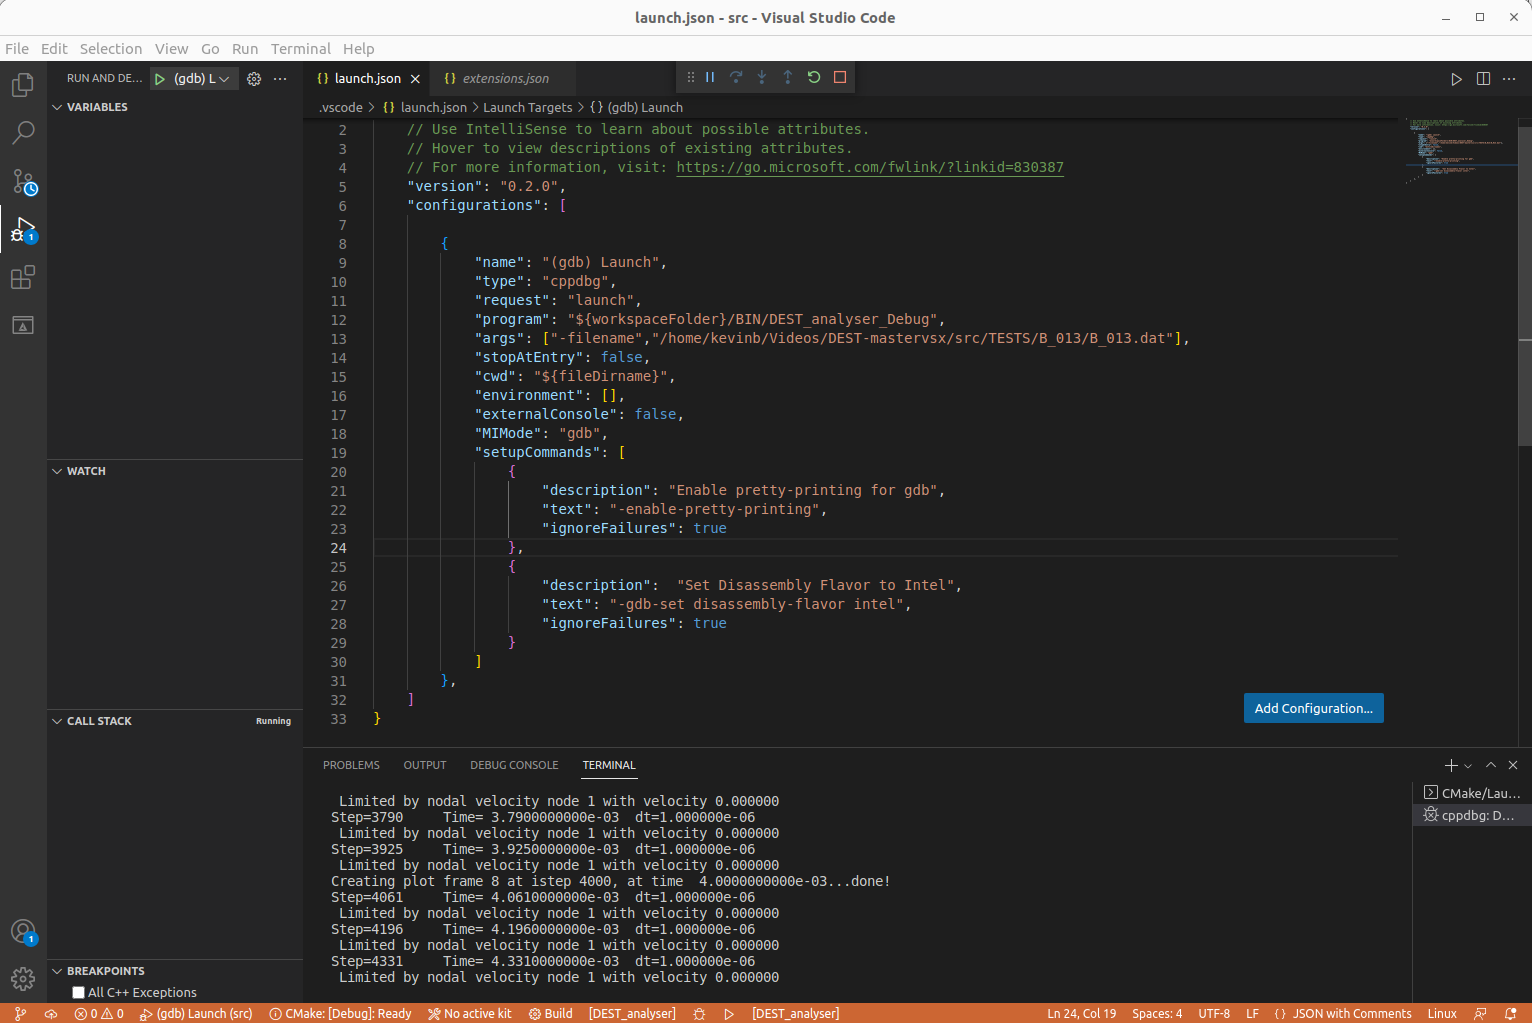 launch.json - src - Visual Studio Code
File Edit Selection View Go Run Terminal Help
RUN AND DE... (gdb) L
launch.json
extensions.json
VARIABLES
.vscode > {} launch.json > Launch Targets > {} (gdb) Launch
2 // Use IntelliSense to learn about possible attributes.
3 // Hover to view descriptions of existing attributes.
4 // For more information, visit: https://go.microsoft.com/fwlink/?linkid=830387
5 "version": "0.2.0",
6 "configurations": [
7
8 {
9 "name": "(gdb) Launch",
10 "type": "cppdbg",
11 "request": "launch",
12 "program": "${workspaceFolder}/BIN/DEST_analyser_Debug",
13 "args": ["-filename","/home/kevinb/Videos/DEST-mastervsx/src/TESTS/B_013/B_013.dat"],
14 "stopAtEntry": false,
15 "cwd": "${fileDirname}",
16 "environment": [],
17 "externalConsole": false,
18 "MIMode": "gdb",
19 "setupCommands": [
20 {
21 "description": "Enable pretty-printing for gdb",
22 "text": "-enable-pretty-printing",
23 "ignoreFailures": true
24 },
25 {
26 "description":  "Set Disassembly Flavor to Intel",
27 "text": "-gdb-set disassembly-flavor intel",
28 "ignoreFailures": true
29 }
30 ]
31 },
32 ]
33 }
WATCH
CALL STACK Running
BREAKPOINTS
All C++ Exceptions
Add Configuration...
PROBLEMS OUTPUT DEBUG CONSOLE TERMINAL
Limited by nodal velocity node 1 with velocity 0.000000
Step=3790 Time= 3.7900000000e-03 dt=1.000000e-06
Limited by nodal velocity node 1 with velocity 0.000000
Step=3925 Time= 3.9250000000e-03 dt=1.000000e-06
Limited by nodal velocity node 1 with velocity 0.000000
Creating plot frame 8 at istep 4000, at time 4.0000000000e-03...done!
Step=4061 Time= 4.0610000000e-03 dt=1.000000e-06
Limited by nodal velocity node 1 with velocity 0.000000
Step=4196 Time= 4.1960000000e-03 dt=1.000000e-06
Limited by nodal velocity node 1 with velocity 0.000000
Step=4331 Time= 4.3310000000e-03 dt=1.000000e-06
Limited by nodal velocity node 1 with velocity 0.000000
CMake/Lau...
cppdbg: D...
0 0 (gdb) Launch (src) CMake: [Debug]: Ready No active kit Build [DEST_analyser] [DEST_analyser] Ln 24, Col 19 Spaces: 4 UTF-8 LF {} JSON with Comments Linux